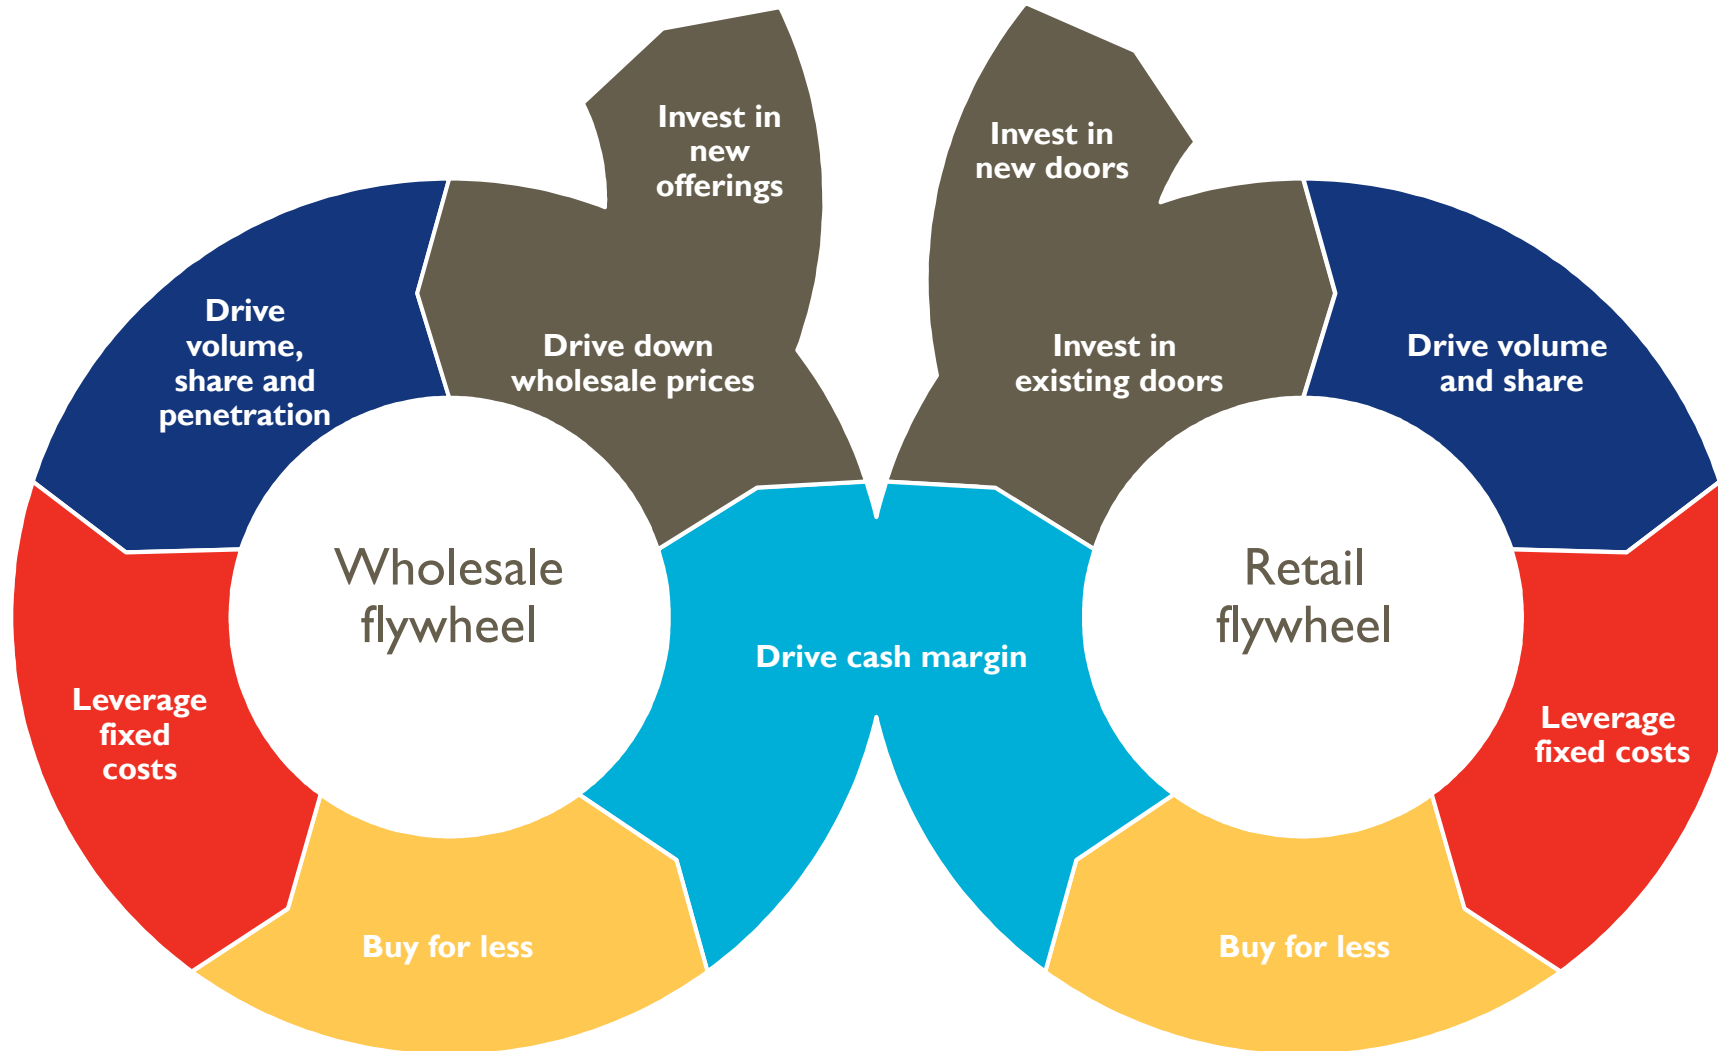 Invest in
new
offerings
Drive down
wholesale prices
Drive
volume,
share and
penetration
Leverage
fixed
costs
Buy for less
Wholesale
flywheel
Drive cash margin
Invest in
new doors
Invest in
existing doors
Drive volume
and share
Leverage
fixed costs
Buy for less
Retail
flywheel